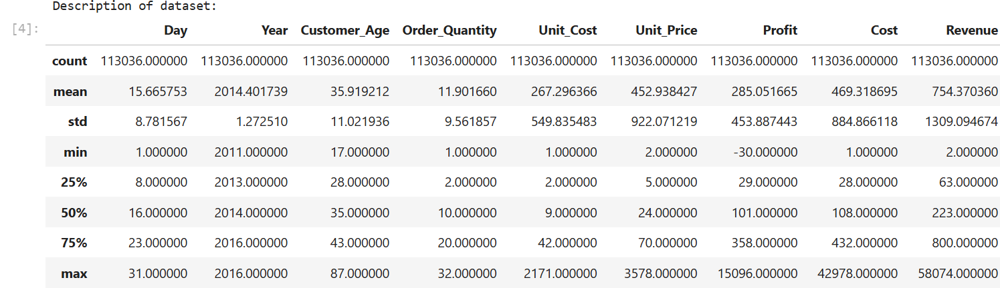 Description of dataset:
[4]:
Day Year Customer_Age Order_Quantity Unit_Cost Unit_Price Profit Cost Revenue
count 113036.000000 113036.000000 113036.000000 113036.000000 113036.000000 113036.000000 113036.000000 113036.000000 113036.000000
mean 15.665753 2014.401739 35.919212 11.901660 267.296366 452.938427 285.051665 469.318695 754.370360
std 8.781567 1.272510 11.021936 9.561857 549.835483 922.071219 453.887443 884.866118 1309.094674
min 1.000000 2011.000000 17.000000 1.000000 1.000000 2.000000 -30.000000 1.000000 2.000000
25% 8.000000 2013.000000 28.000000 2.000000 2.000000 5.000000 29.000000 28.000000 63.000000
50% 16.000000 2014.000000 35.000000 10.000000 9.000000 24.000000 101.000000 108.000000 223.000000
75% 23.000000 2016.000000 43.000000 20.000000 42.000000 70.000000 358.000000 432.000000 800.000000
max 31.000000 2016.000000 87.000000 32.000000 2171.000000 3578.000000 15096.000000 42978.000000 58074.000000